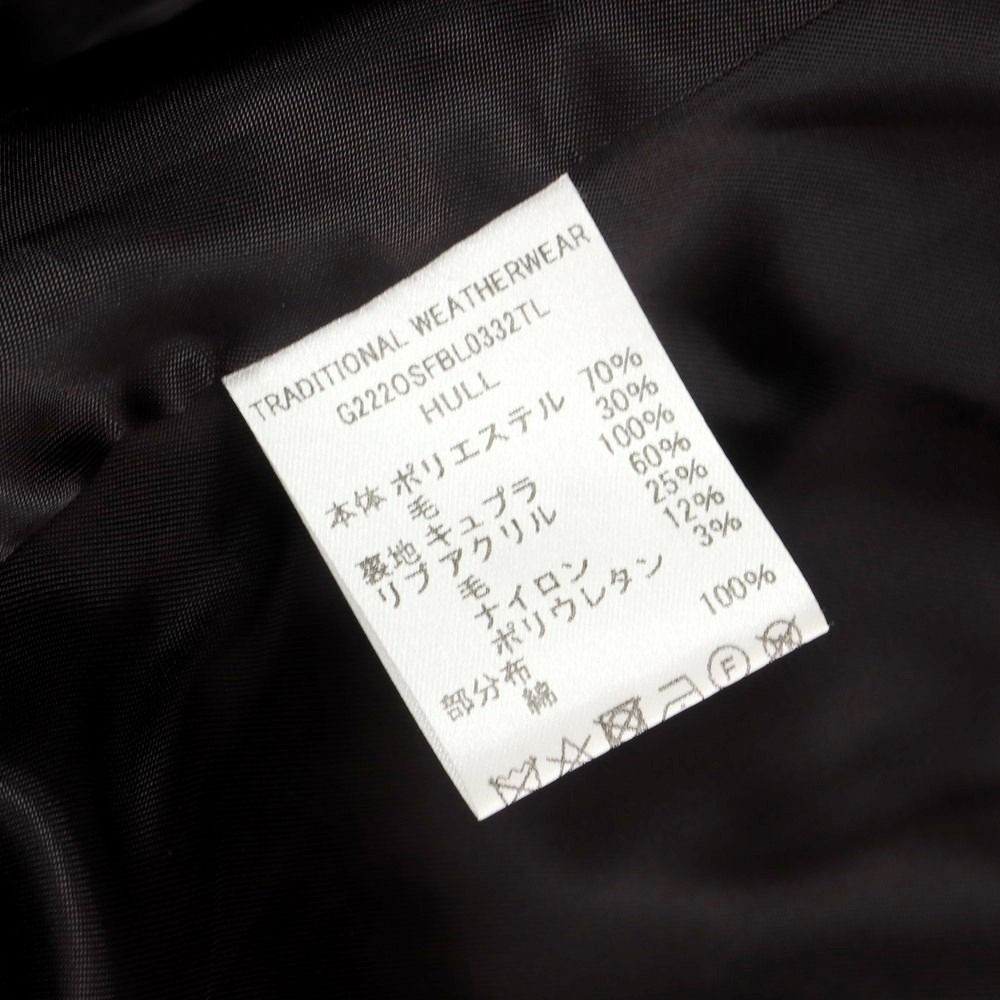 TRADITIONAL WEATHERWEAR
G222OSFBL0332TL
HULL
本体 ポリエステル 70%
毛 30%
裏地 キュプラ 100%
リブ アクリル 60%
毛 25%
ナイロン 12%
ポリウレタン 3%
部分布
綿 100%
F